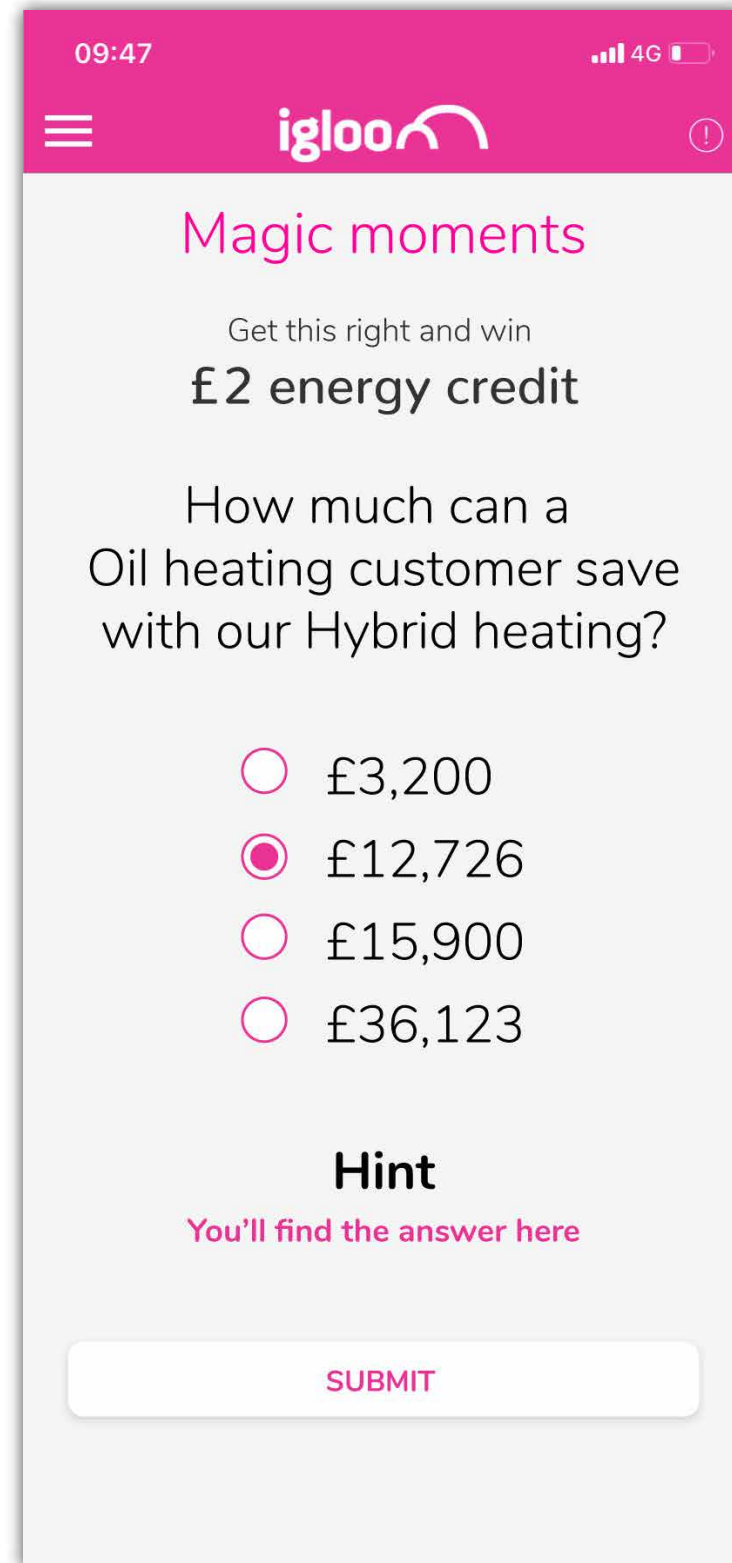 09:47
4G
igloo
Magic moments
Get this right and win
£2 energy credit
How much can a
Oil heating customer save
with our Hybrid heating?
£3,200
£12,726
£15,900
£36,123
Hint
You'll find the answer here
SUBMIT